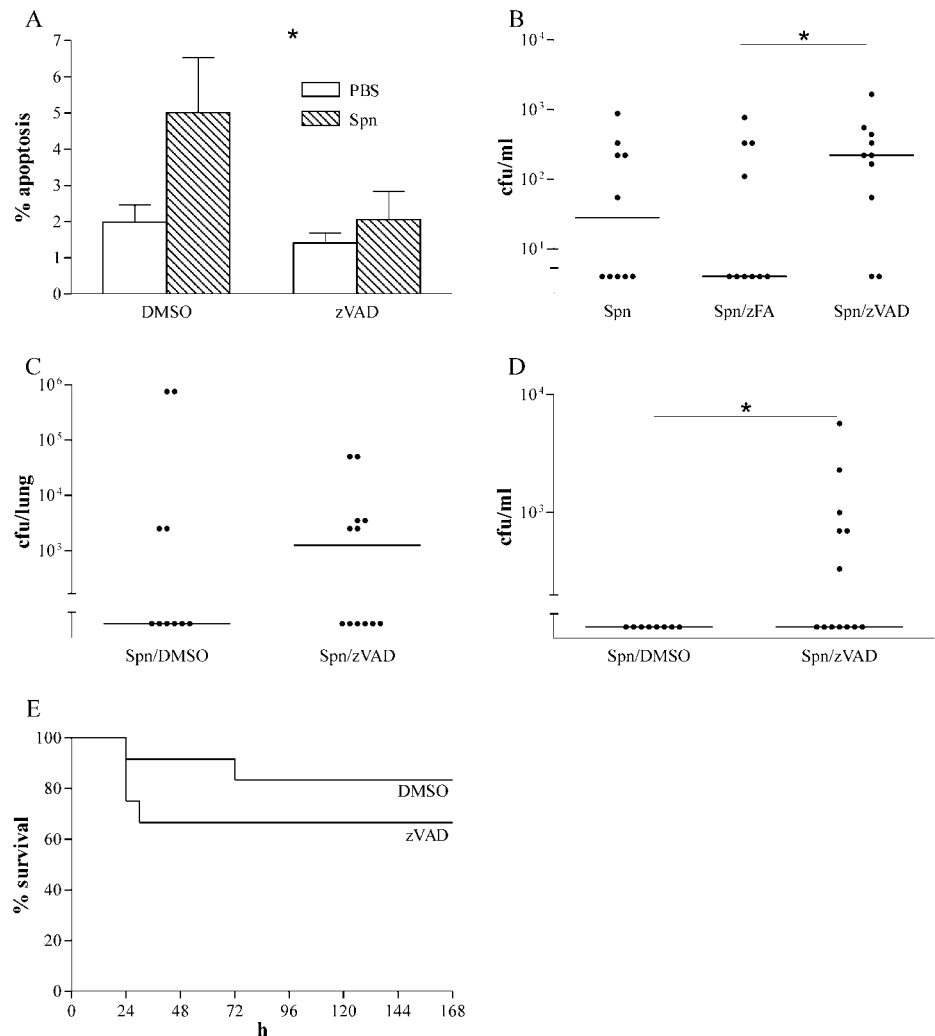 A
7
6
5
4
3
2
1
0
% apoptosis
*
PBS
Spn
DMSO zVAD
B
10⁴
10³
10²
10¹
cfu/ml
*
Spn Spn/zFA Spn/zVAD
C
10⁶
10⁵
10⁴
10³
cfu/lung
Spn/DMSO Spn/zVAD
D
10⁴
10³
cfu/ml
*
Spn/DMSO Spn/zVAD
E
100
80
60
40
20
0
% survival
DMSO
zVAD
0 24 48 72 96 120 144 168
h